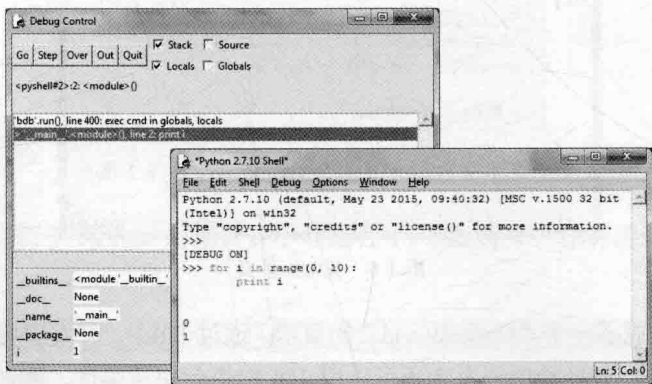 Debug Control
Go Step Over Out Quit
Stack Source
Locals Globals
<pyshell#2>:2: <module>()
'bdb'.run(), line 400: exec cmd in globals, locals
> '__main__'.<module>(), line 2: print i
__builtins__ <module '__builtin__'
__doc__ None
__name__ '__main__'
__package__ None
i 1
*Python 2.7.10 Shell*
File Edit Shell Debug Options Window Help
Python 2.7.10 (default, May 23 2015, 09:40:32) [MSC v.1500 32 bit
(Intel)] on win32
Type "copyright", "credits" or "license()" for more information.
>>>
[DEBUG ON]
>>> for i in range(0, 10):
print i
0
1
Ln: 5 Col: 0